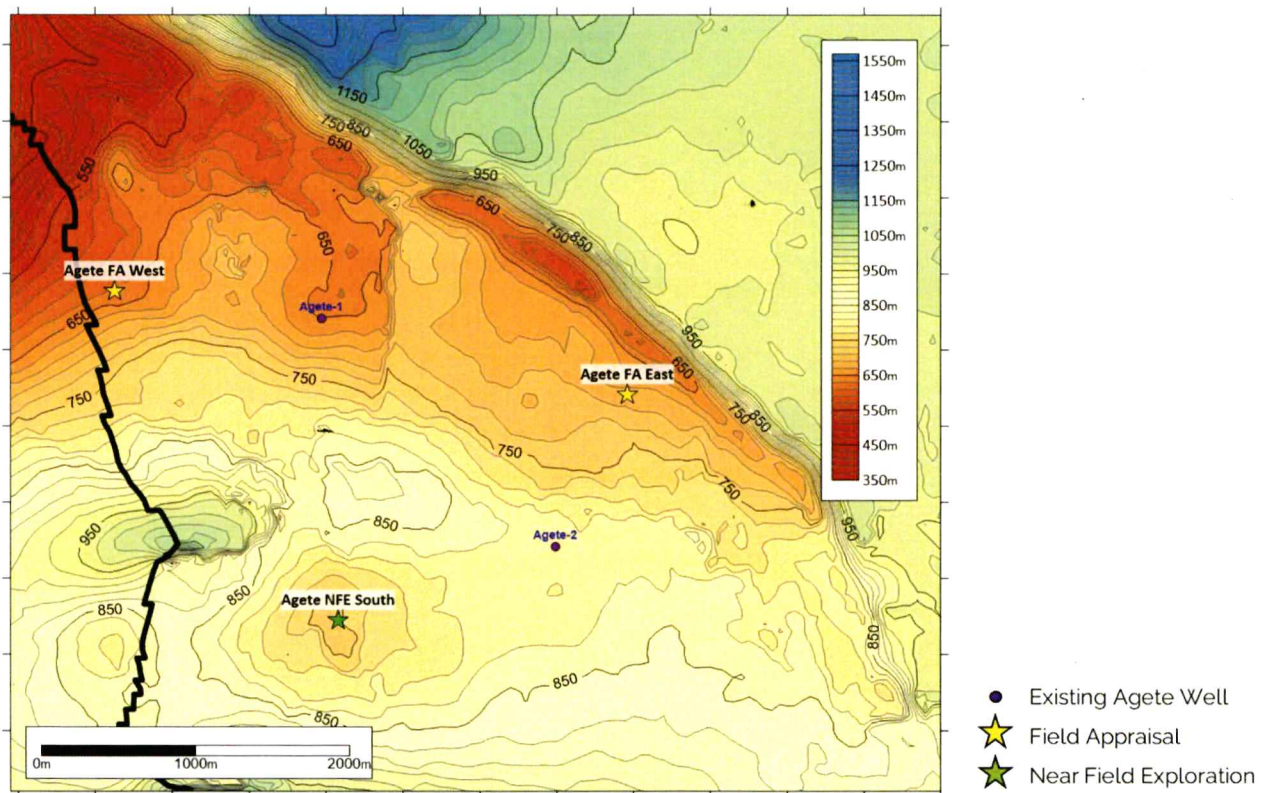 1150
750
850
650
1050
950
550
650
750
850
650
Agete FA West
Agete-1
650
950
650
Agete FA East
750
750
850
750
750
850
950
950
Agete-2
850
850
Agete NFE South
850
850
850
1550m
1450m
1350m
1250m
1150m
1050m
950m
850m
750m
650m
550m
450m
350m
0m 1000m 2000m
Existing Agete Well
Field Appraisal
Near Field Exploration